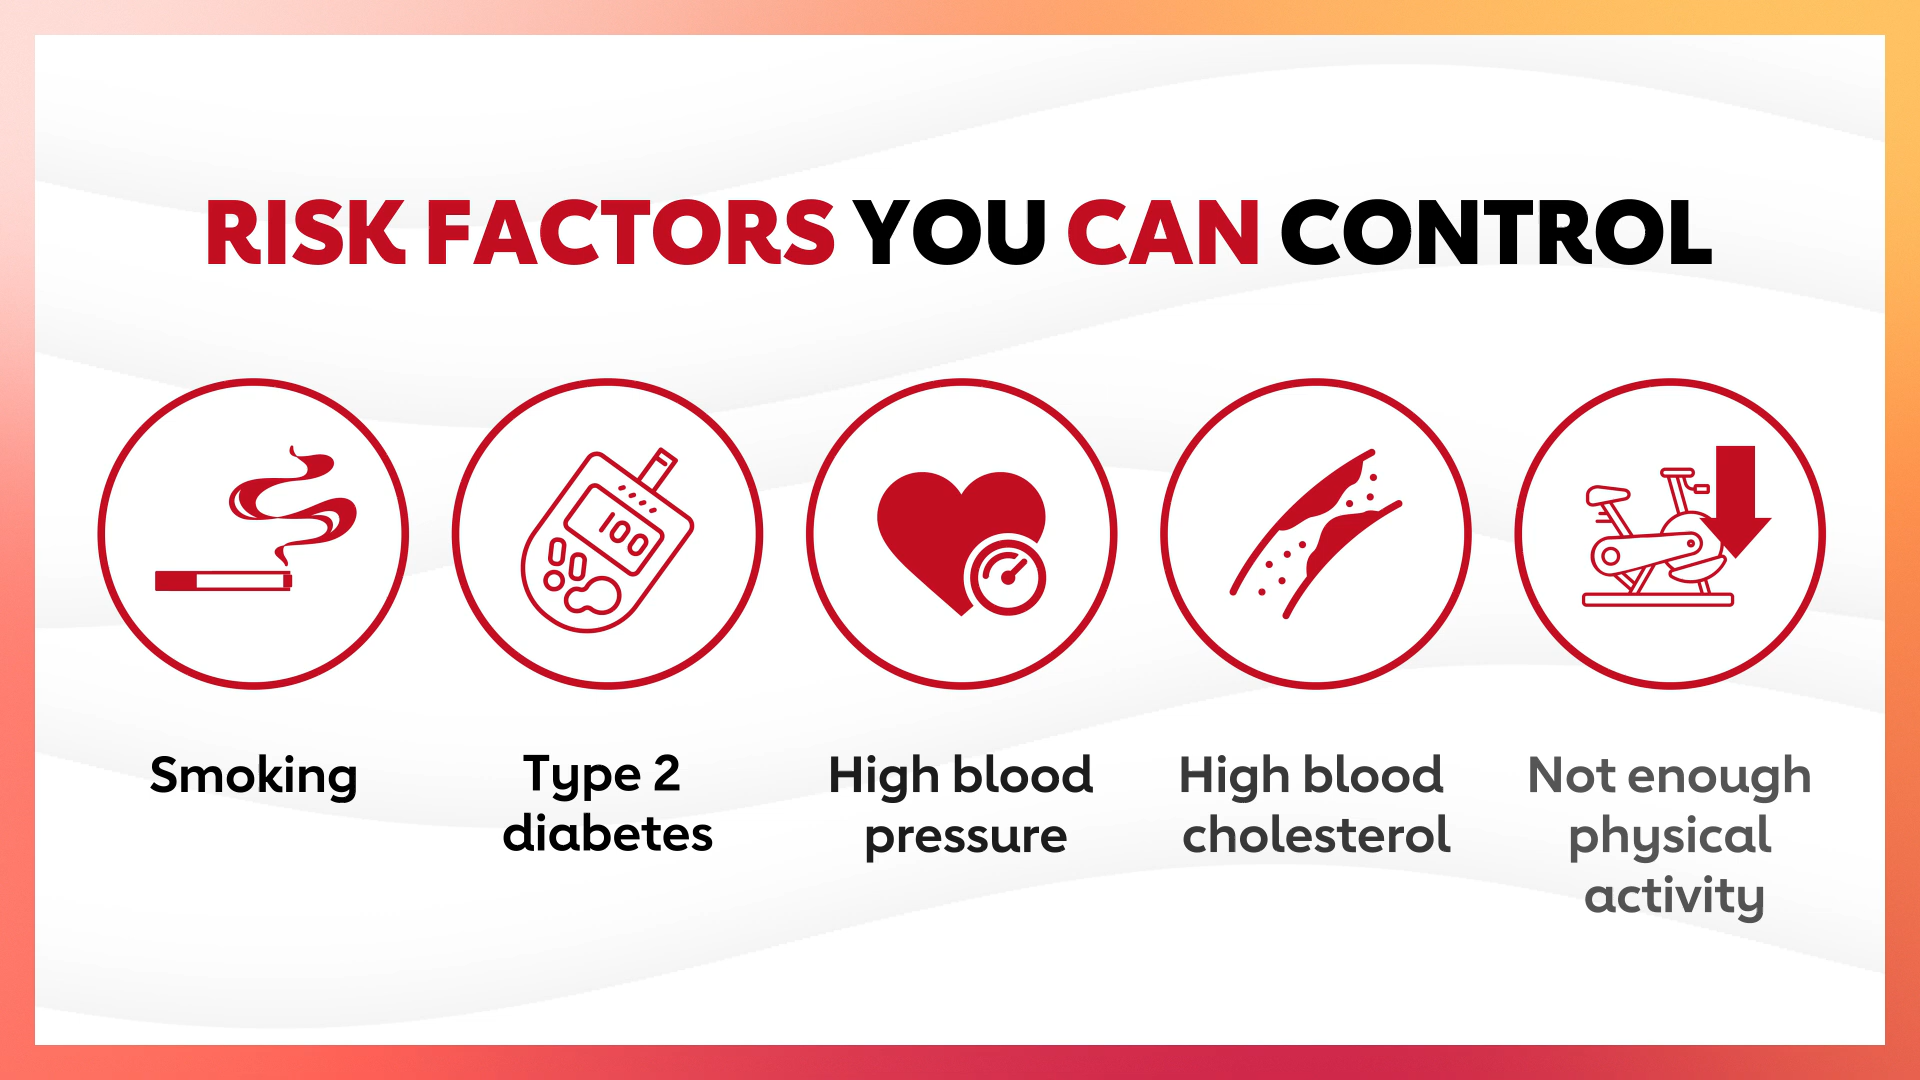 RISK FACTORS YOU CAN CONTROL
100
Smoking
Type 2
diabetes
High blood
pressure
High blood
cholesterol
Not enough
physical
activity